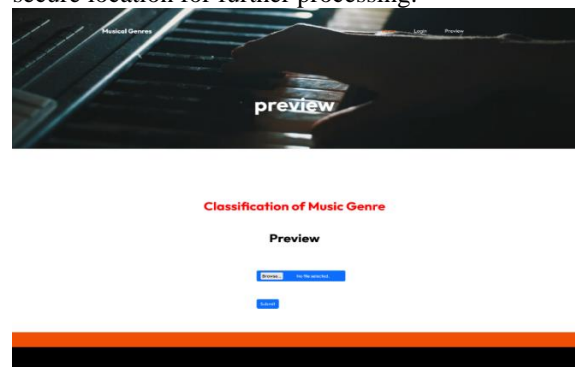 secure location for further processing.
Musical Genres
Login Preview
preview
Classification of Music Genre
Preview
Browse... No file selected.
Submit